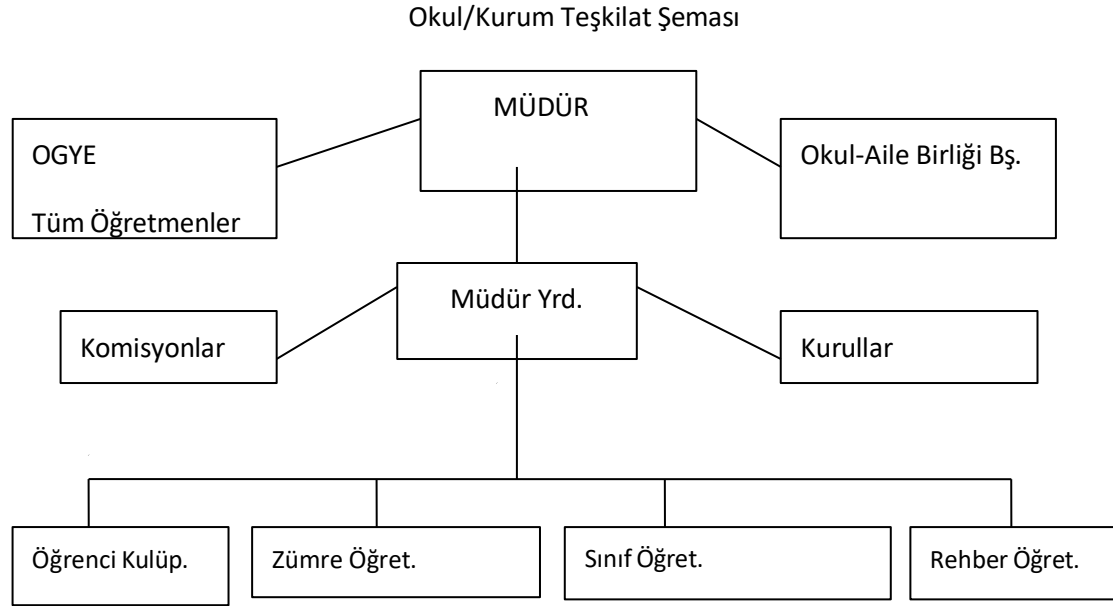 Okul/Kurum Teşkilat Şeması
MÜDÜR
OGYE
Tüm Öğretmenler
Okul-Aile Birliği Bş.
Müdür Yrd.
Komisyonlar
Kurullar
Öğrenci Kulüp.
Zümre Öğret.
Sınıf Öğret.
Rehber Öğret.